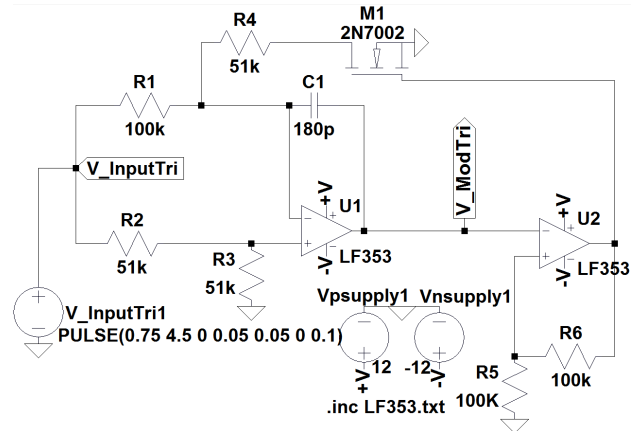 M1
2N7002
R4
51k
R1
100k
C1
180p
V_InputTri
V_ModTri
R2
51k
+V
U1
-V
LF353
+V
U2
-V
LF353
R3
51k
V_InputTri1
PULSE(0.75 4.5 0 0.05 0.05 0 0.1)
Vpsupply1
Vnsupply1
12
+V
-12
-V
R6
100k
R5
100K
.inc LF353.txt